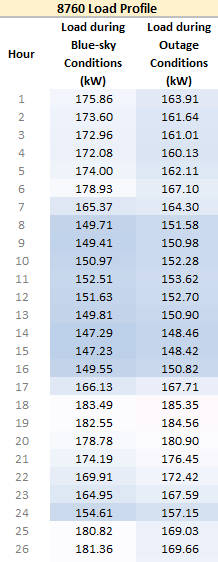 8760 Load Profile
Hour Load during Blue-sky Conditions (kW) Load during Outage Conditions (kW)
1 175.86 163.91
2 173.60 161.64
3 172.96 161.01
4 172.08 160.13
5 174.00 162.11
6 178.93 167.10
7 165.37 164.30
8 149.71 151.58
9 149.41 150.98
10 150.97 152.28
11 152.51 153.62
12 151.63 152.70
13 149.81 150.90
14 147.29 148.46
15 147.23 148.42
16 149.55 150.82
17 166.13 167.71
18 183.49 185.35
19 182.55 184.56
20 178.78 180.90
21 174.19 176.45
22 169.91 172.42
23 164.95 167.59
24 154.61 157.15
25 180.82 169.03
26 181.36 169.66